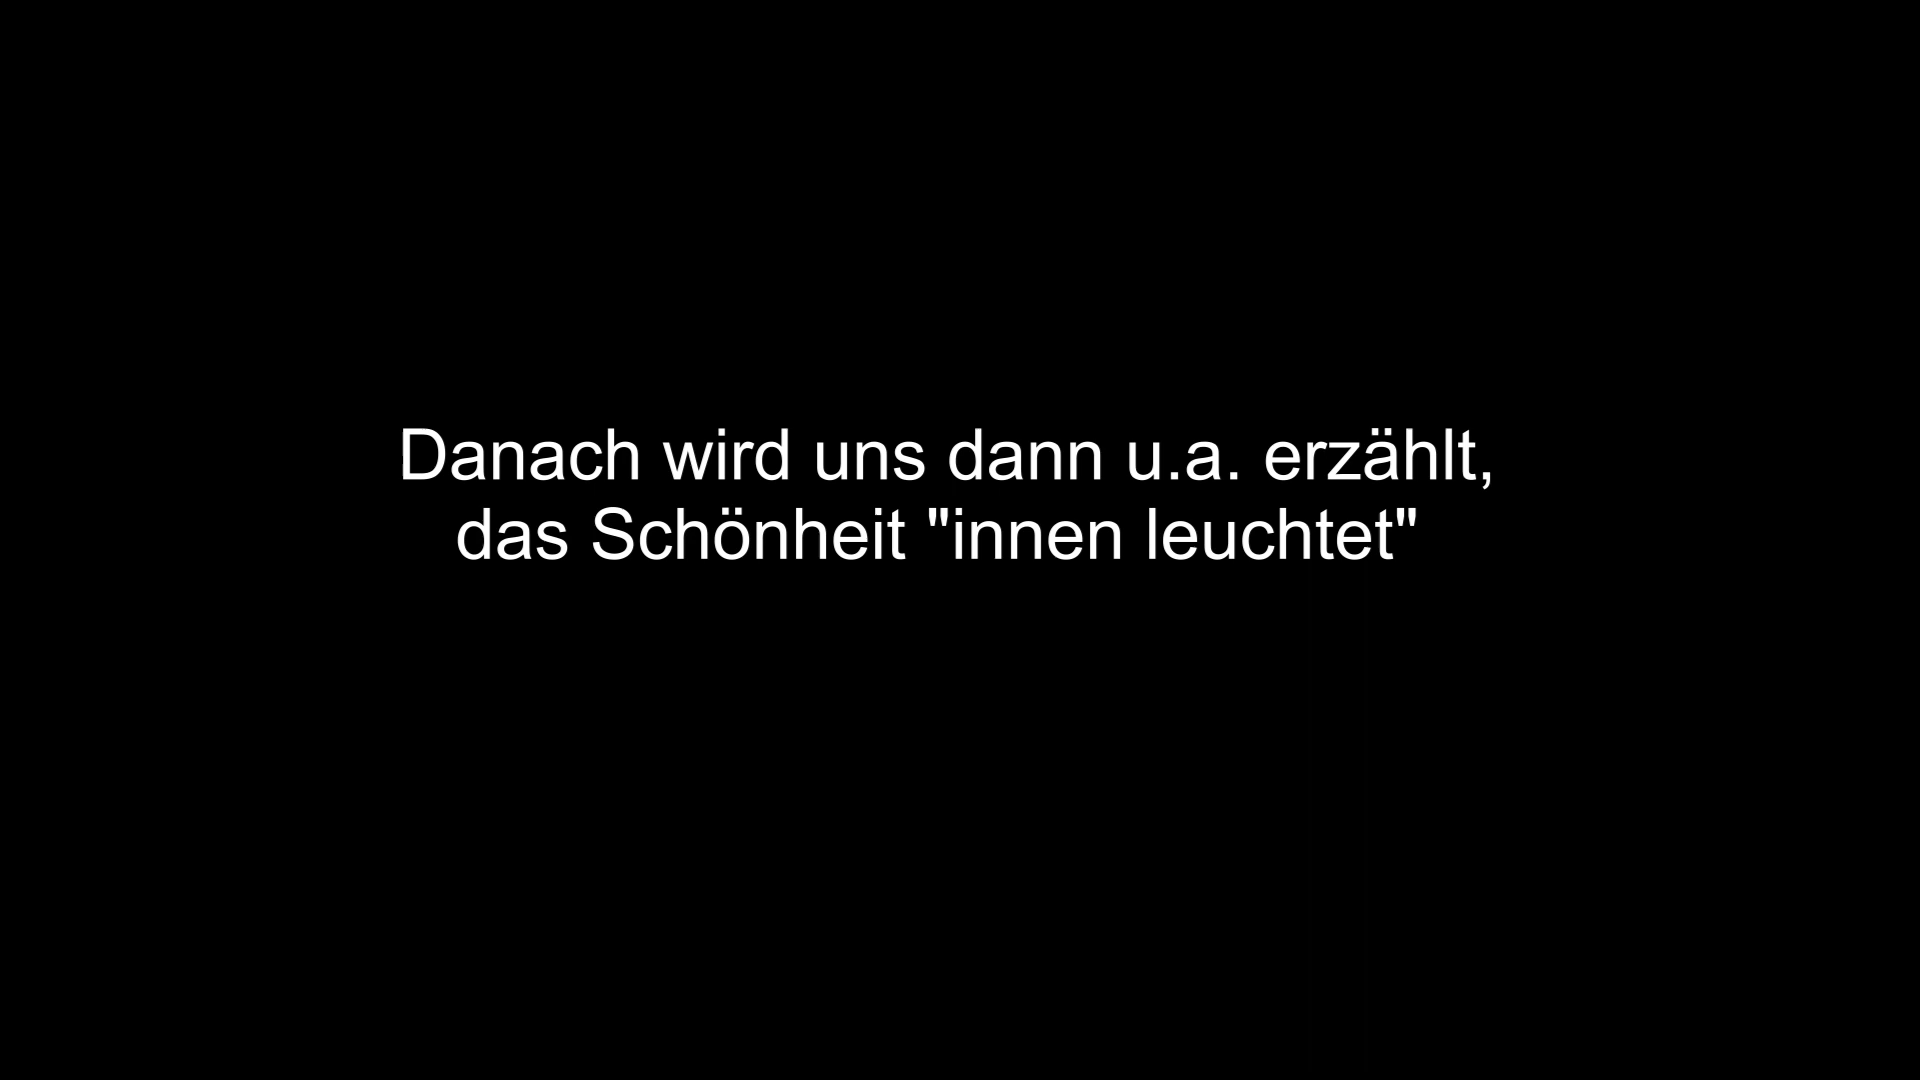 Danach wird uns dann u.a. erzählt,
das Schönheit "innen leuchtet"